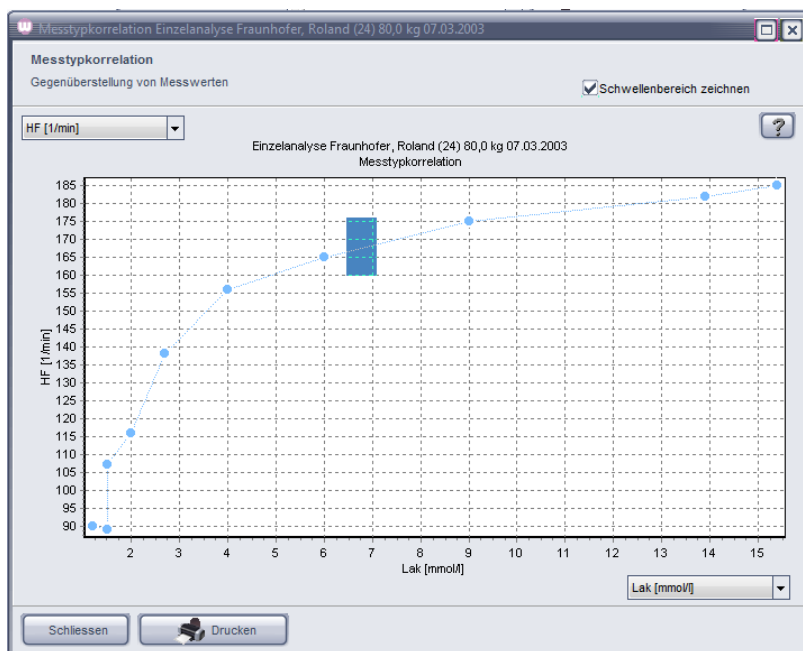 Messtypkorrelation Einzelanalyse Fraunhofer, Roland (24) 80,0 kg 07.03.2003
Messtypkorrelation
Gegenüberstellung von Messwerten
Schwellenbereich zeichnen
HF [1/min]
?
Einzelanalyse Fraunhofer, Roland (24) 80,0 kg 07.03.2003
Messtypkorrelation
185
180
175
170
165
160
155
150
145
140
135
130
125
120
115
110
105
100
95
90
HF [1/min]
2 3 4 5 6 7 8 9 10 11 12 13 14 15
Lak [mmol/l]
Lak [mmol/l]
Schliessen
Drucken